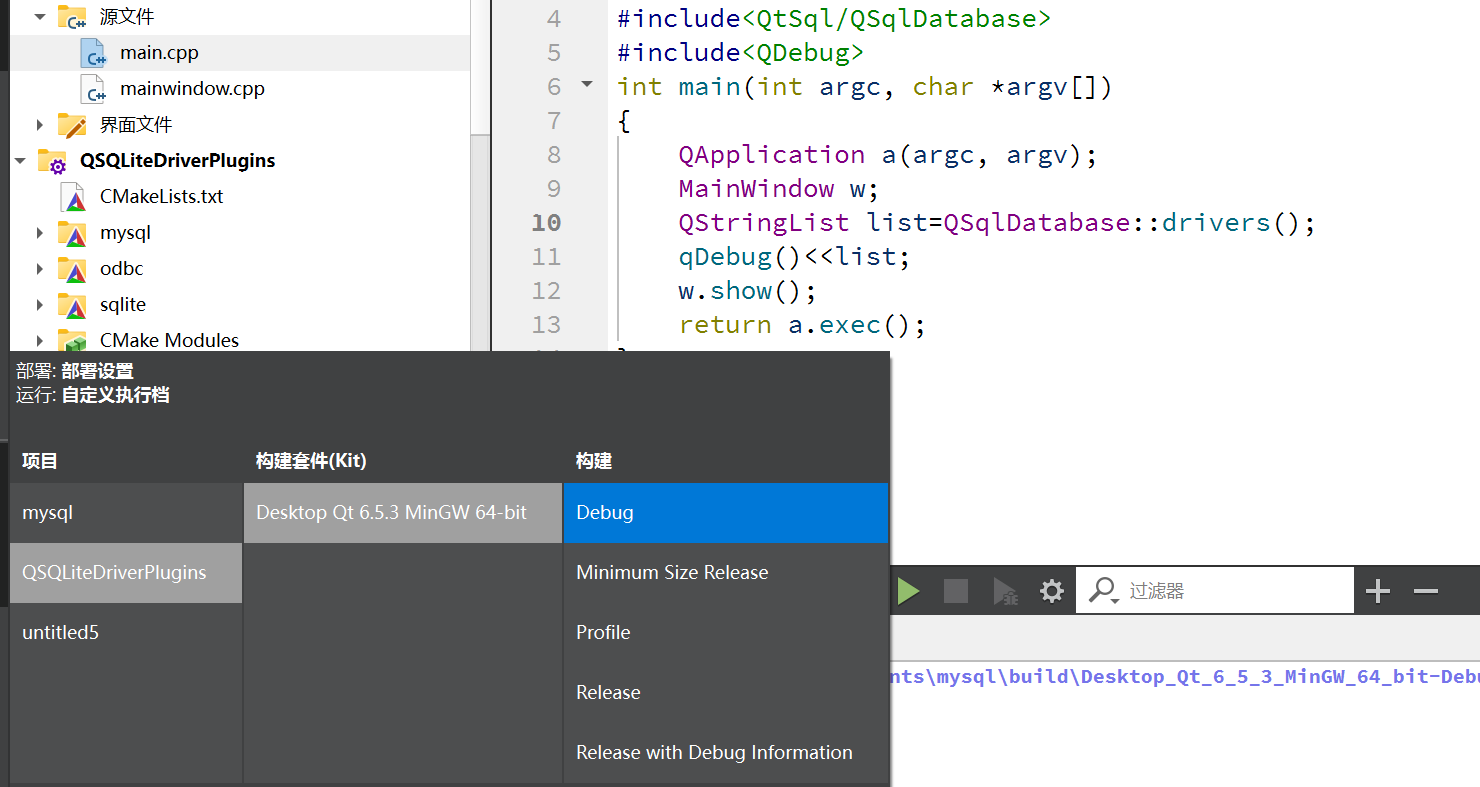 源文件
main.cpp
mainwindow.cpp
界面文件
QSQLiteDriverPlugins
CMakeLists.txt
mysql
odbc
sqlite
CMake Modules
4 #include<QtSql/QSqlDatabase>
5 #include<QDebug>
6 int main(int argc, char *argv[])
7 {
8 QApplication a(argc, argv);
9 MainWindow w;
10 QStringList list=QSqlDatabase::drivers();
11 qDebug()<<list;
12 w.show();
13 return a.exec();
部署: 部署设置
运行: 自定义执行档
项目 构建套件(Kit) 构建
mysql Desktop Qt 6.5.3 MinGW 64-bit Debug
QSQLiteDriverPlugins Minimum Size Release
untitled5 Profile
Release
Release with Debug Information
过滤器
nts\mysql\build\Desktop_Qt_6_5_3_MinGW_64_bit-Debu